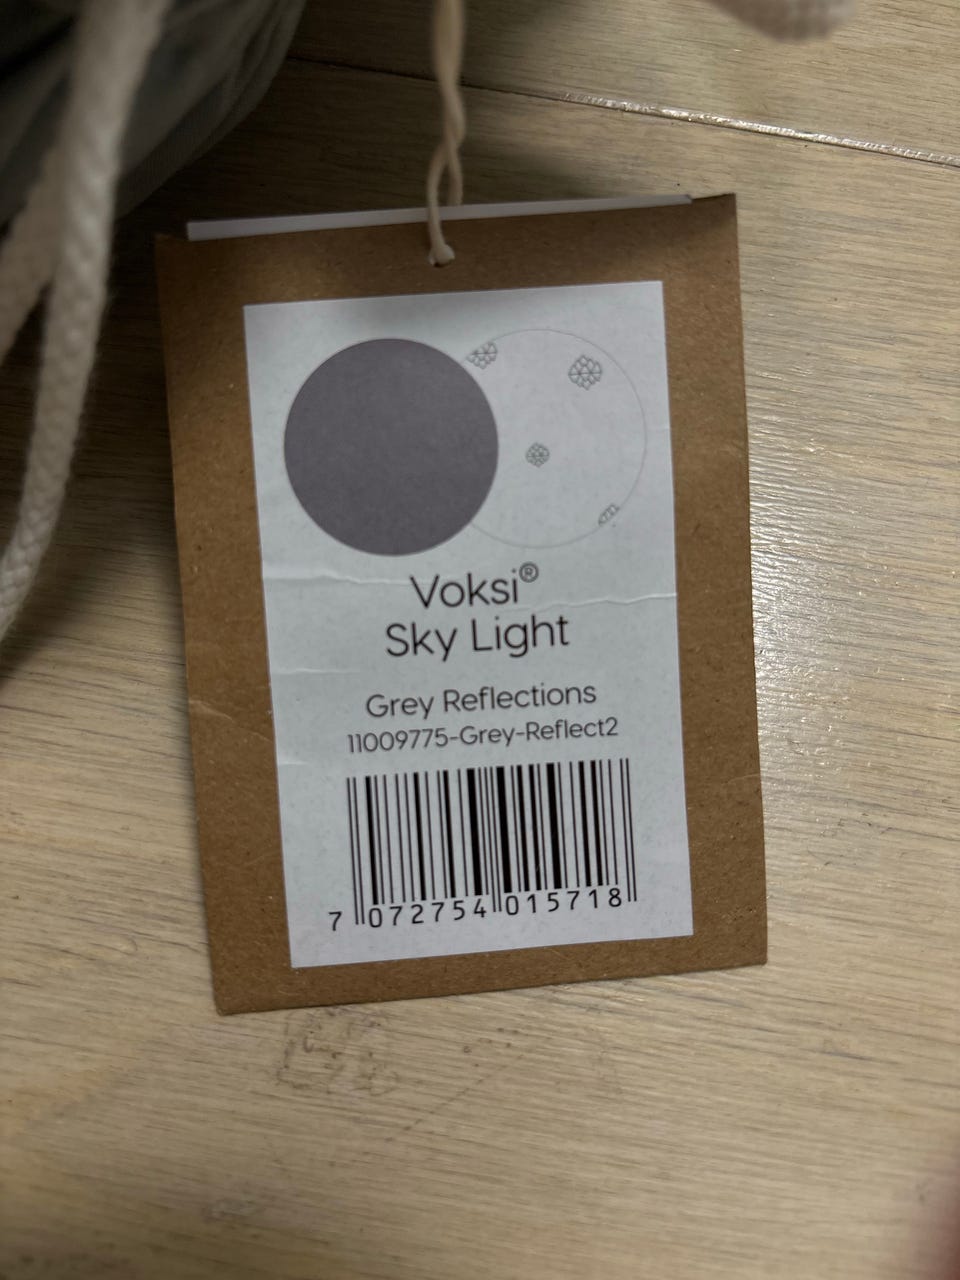 Voksi®
Sky Light
Grey Reflections
11009775-Grey-Reflect2
7 072754 015718